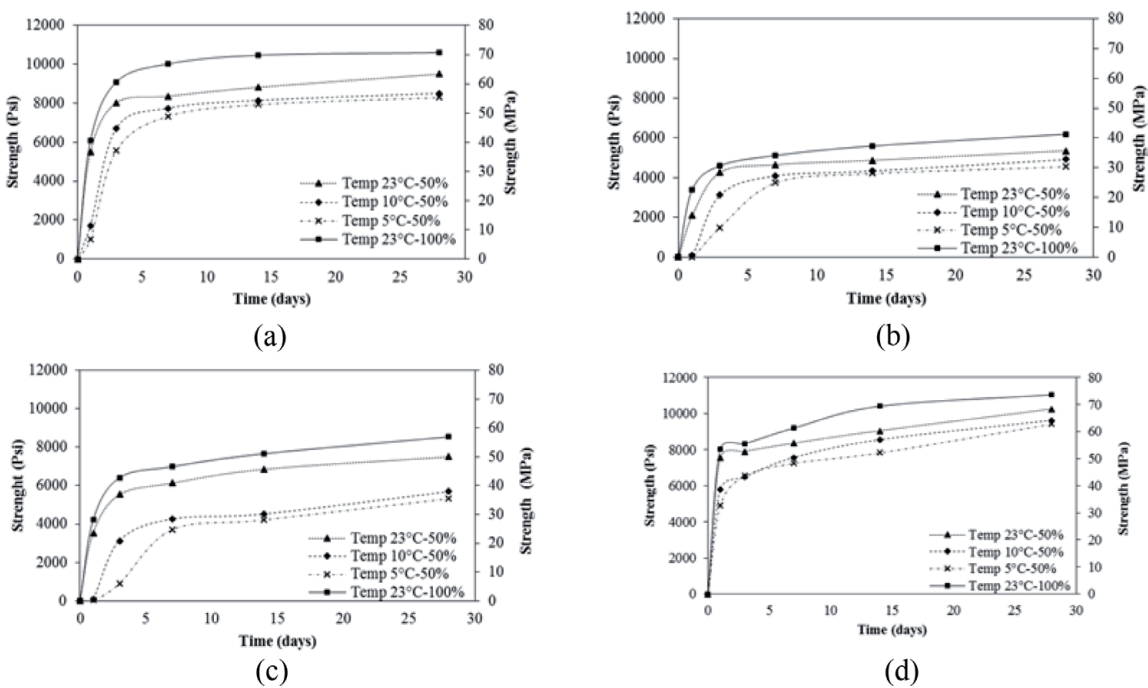 12000
10000
8000
6000
4000
2000
0
Strength (Psi)
80
70
60
50
40
30
20
10
0
Strength (MPa)
Temp 23°C-50%
Temp 10°C-50%
Temp 5°C-50%
Temp 23°C-100%
0 5 10 15 20 25 30
Time (days)
(a)
12000
10000
8000
6000
4000
2000
0
Strength (Psi)
80
70
60
50
40
30
20
10
0
Strength (MPa)
Temp 23°C-50%
Temp 10°C-50%
Temp 5°C-50%
Temp 23°C-100%
0 5 10 15 20 25 30
Time (days)
(b)
12000
10000
8000
6000
4000
2000
0
Strenght (Psi)
80
70
60
50
40
30
20
10
0
Strength (MPa)
Temp 23°C-50%
Temp 10°C-50%
Temp 5°C-50%
Temp 23°C-100%
0 5 10 15 20 25 30
Time (days)
(c)
12000
10000
8000
6000
4000
2000
0
Strength (Psi)
80
70
60
50
40
30
20
10
0
Strength (MPa)
Temp 23°C-50%
Temp 10°C-50%
Temp 5°C-50%
Temp 23°C-100%
0 5 10 15 20 25 30
Time (days)
(d)